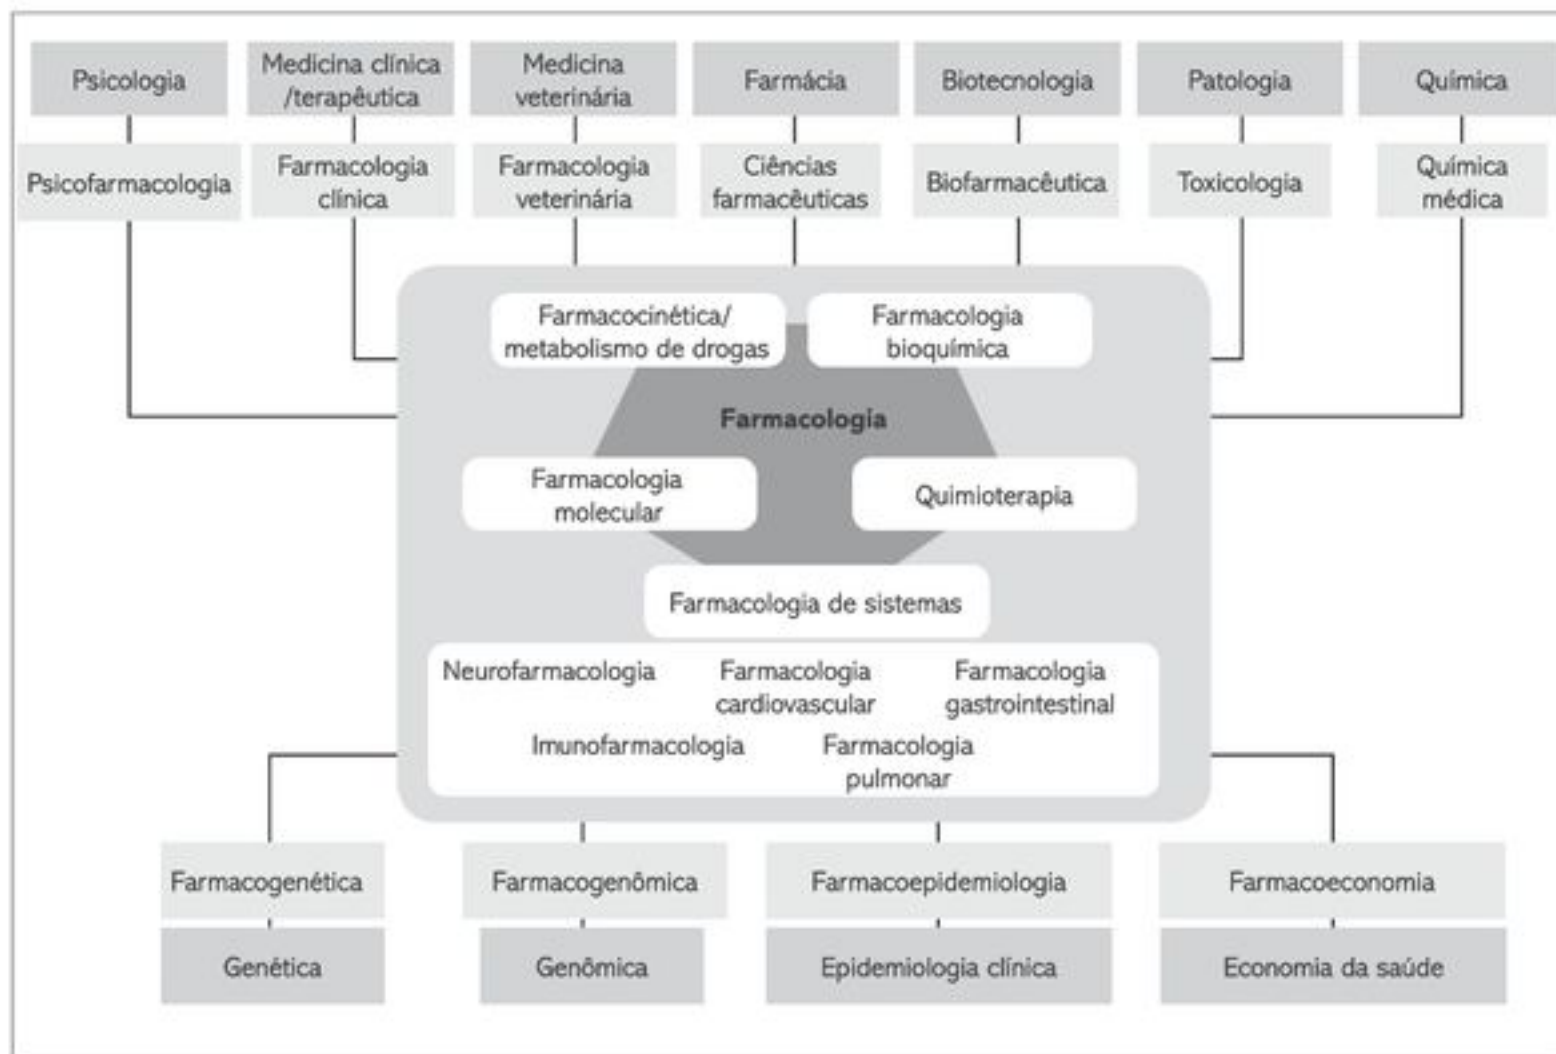 Psicologia
Medicina clínica
/terapêutica
Medicina
veterinária
Farmácia
Biotecnologia
Patologia
Química
Psicofarmacologia
Farmacologia
clínica
Farmacologia
veterinária
Ciências
farmacêuticas
Biofarmacêutica
Toxicologia
Química
médica
Farmacocinética/
metabolismo de drogas
Farmacologia
bioquímica
Farmacologia
Farmacologia
molecular
Quimioterapia
Farmacologia de sistemas
Neurofarmacologia
Farmacologia
cardiovascular
Farmacologia
gastrointestinal
Imunofarmacologia
Farmacologia
pulmonar
Farmacogenética
Farmacogenômica
Farmacoepidemiologia
Farmacoeconomia
Genética
Genômica
Epidemiologia clínica
Economia da saúde